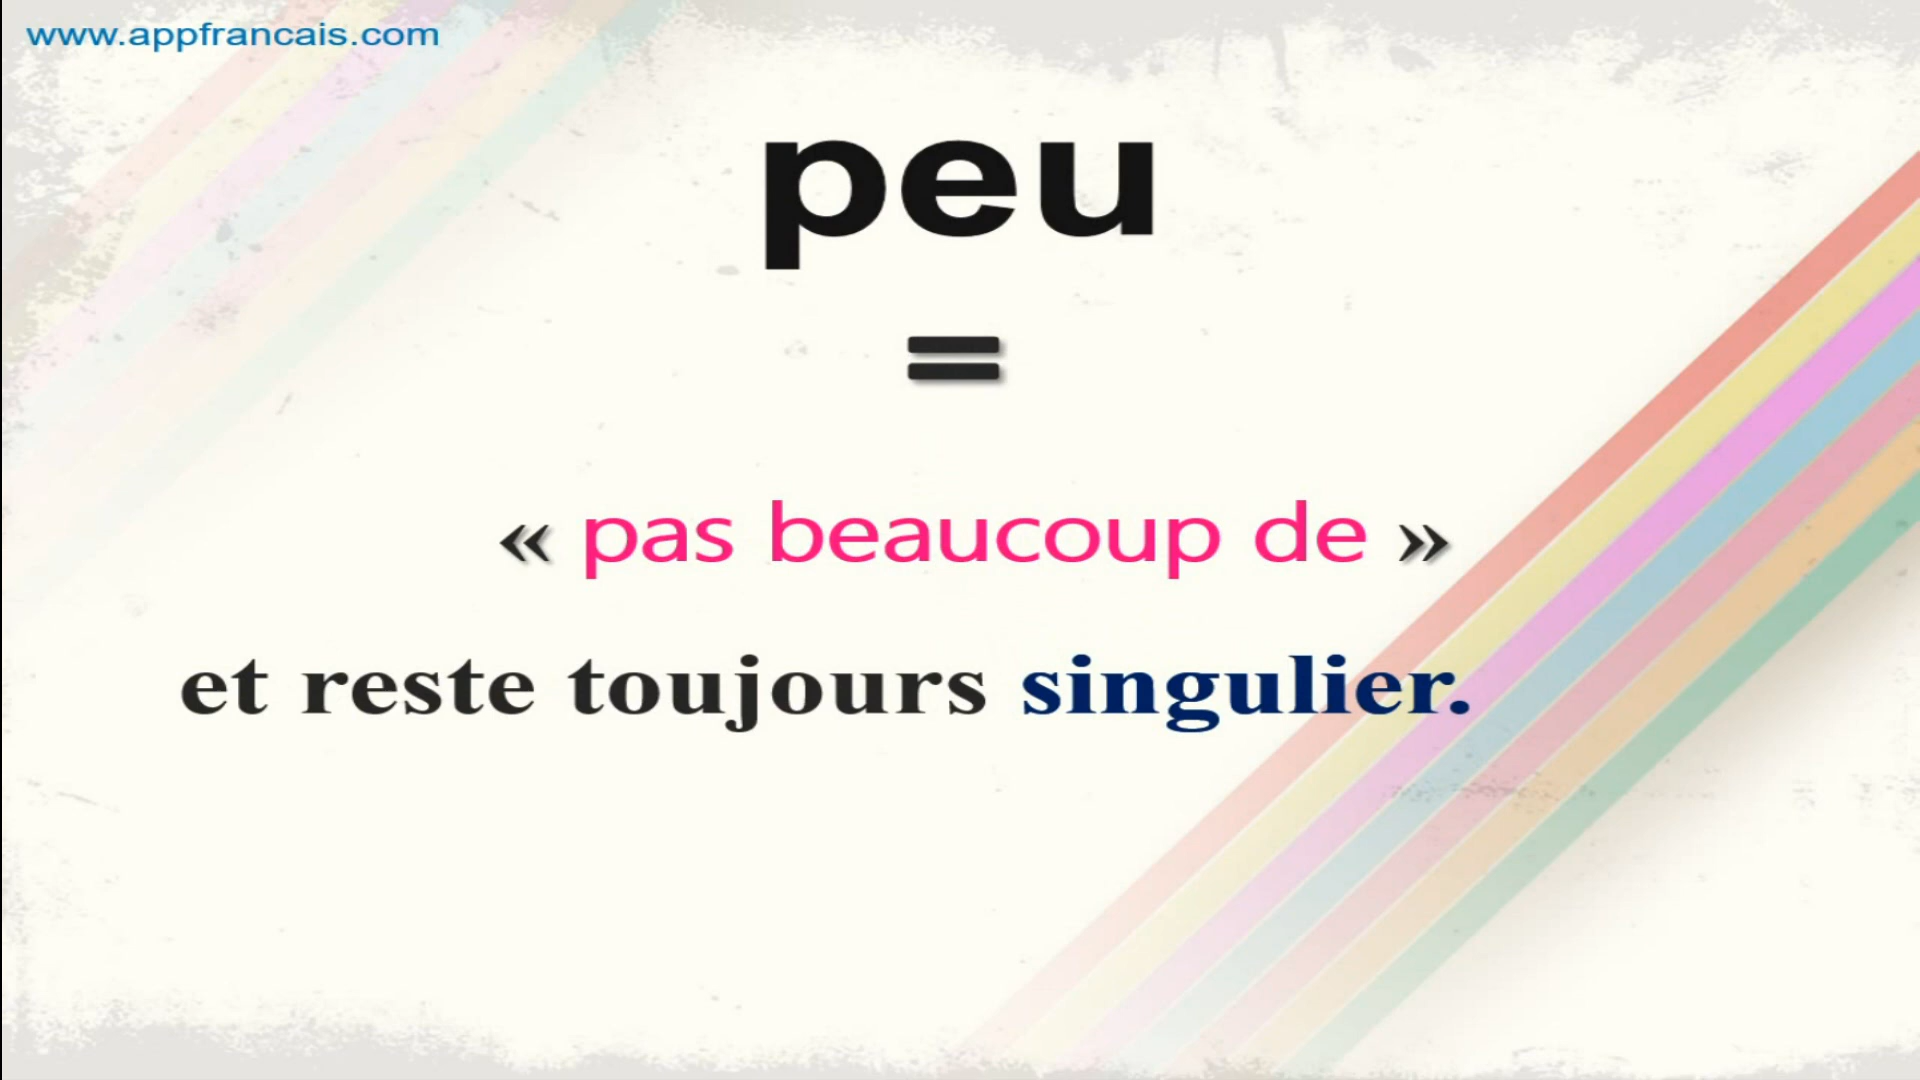 www.appfrancais.com
peu
=
« pas beaucoup de »
et reste toujours singulier.